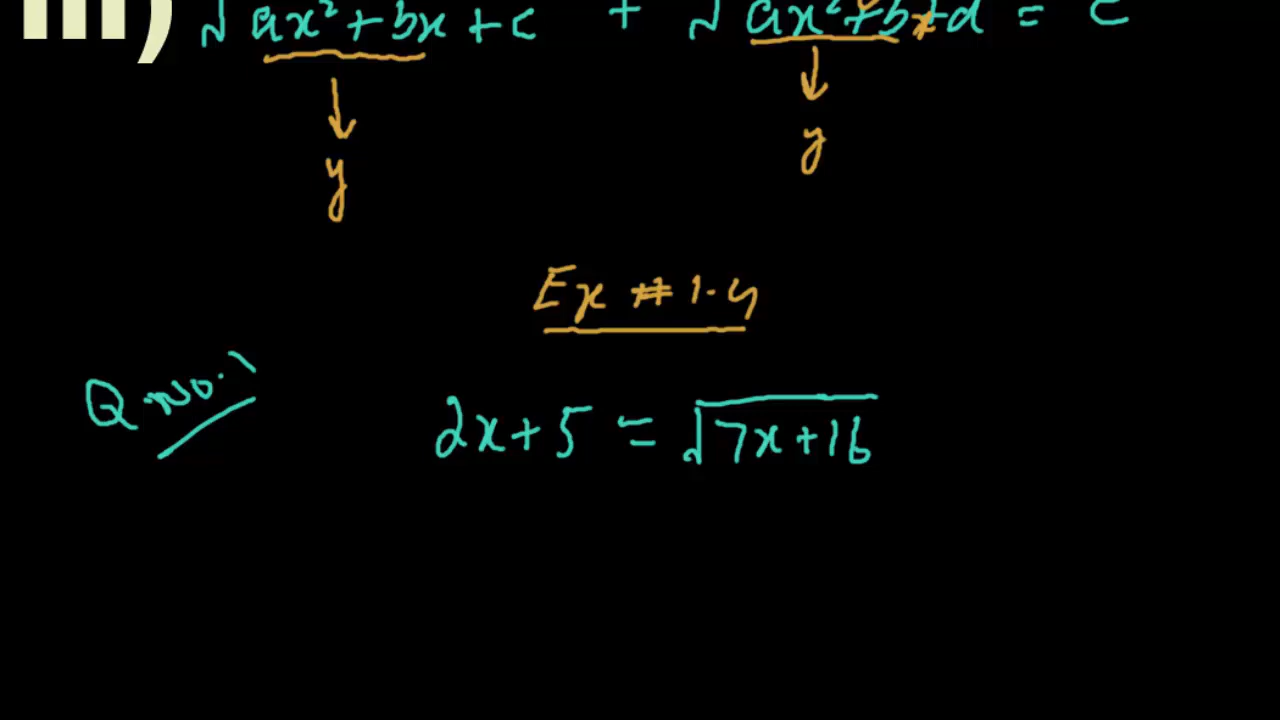 iii) √ax²+bx+c + √ax²+bx+d = c
y y
Ex # 1.4
Q.No.1 2x+5 = √7x+16